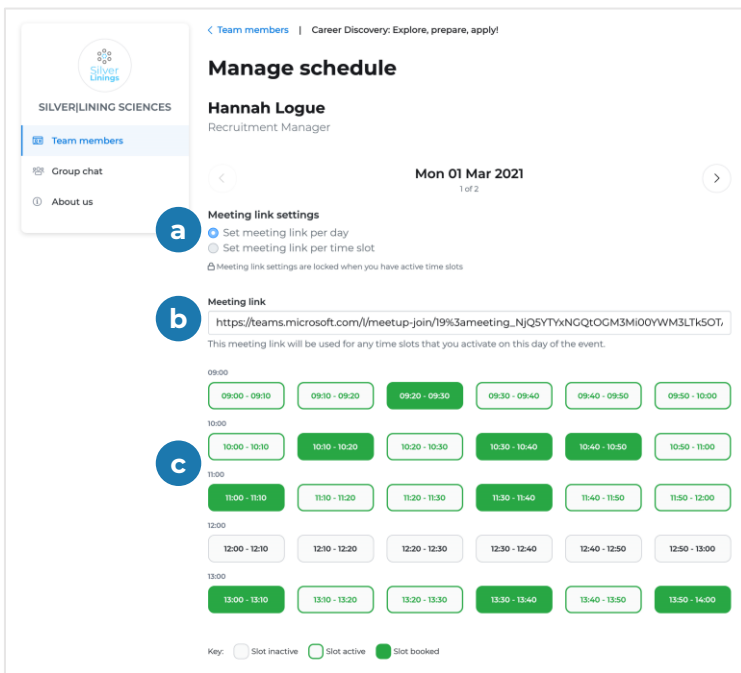 Team members | Career Discovery: Explore, prepare, apply!
Silver
Linings
SILVER|LINING SCIENCES
Team members
Group chat
About us
Manage schedule
Hannah Logue
Recruitment Manager
Mon 01 Mar 2021
1 of 2
a
Meeting link settings
Set meeting link per day
Set meeting link per time slot
Meeting link settings are locked when you have active time slots
b
Meeting link
https://teams.microsoft.com/l/meetup-join/19%3ameeting_NjQ5YTYxNGQtOGM3Mi00YWM3LTk5OT
This meeting link will be used for any time slots that you activate on this day of the event.
c
09:00
09:00 - 09:10 09:10 - 09:20 09:20 - 09:30 09:30 - 09:40 09:40 - 09:50 09:50 - 10:00
10:00
10:00 - 10:10 10:10 - 10:20 10:20 - 10:30 10:30 - 10:40 10:40 - 10:50 10:50 - 11:00
11:00
11:00 - 11:10 11:10 - 11:20 11:20 - 11:30 11:30 - 11:40 11:40 - 11:50 11:50 - 12:00
12:00
12:00 - 12:10 12:10 - 12:20 12:20 - 12:30 12:30 - 12:40 12:40 - 12:50 12:50 - 13:00
13:00
13:00 - 13:10 13:10 - 13:20 13:20 - 13:30 13:30 - 13:40 13:40 - 13:50 13:50 - 14:00
Key: Slot inactive Slot active Slot booked